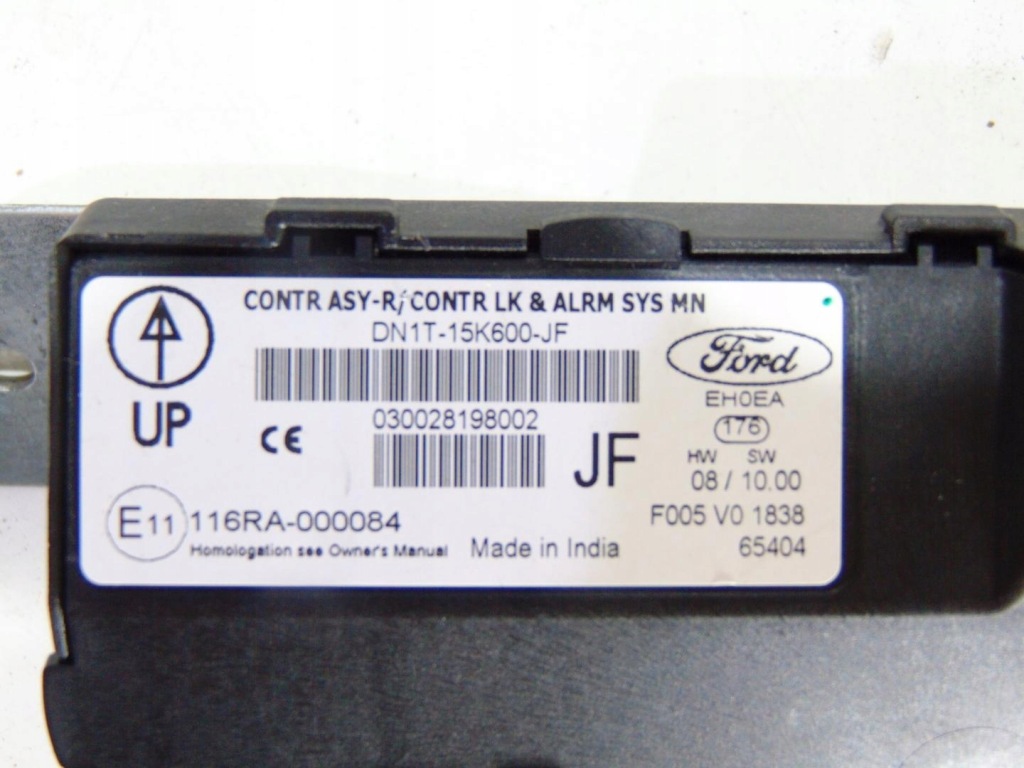 CONTR ASY-R/CONTR LK & ALRM SYS MN
DN1T-15K600-JF
UP
CE
030028198002
JF
Ford
EH0EA
176
HW SW
08 / 10.00
F005 V0 1838
65404
E11 116RA-000084
Homologation see Owner's Manual
Made in India